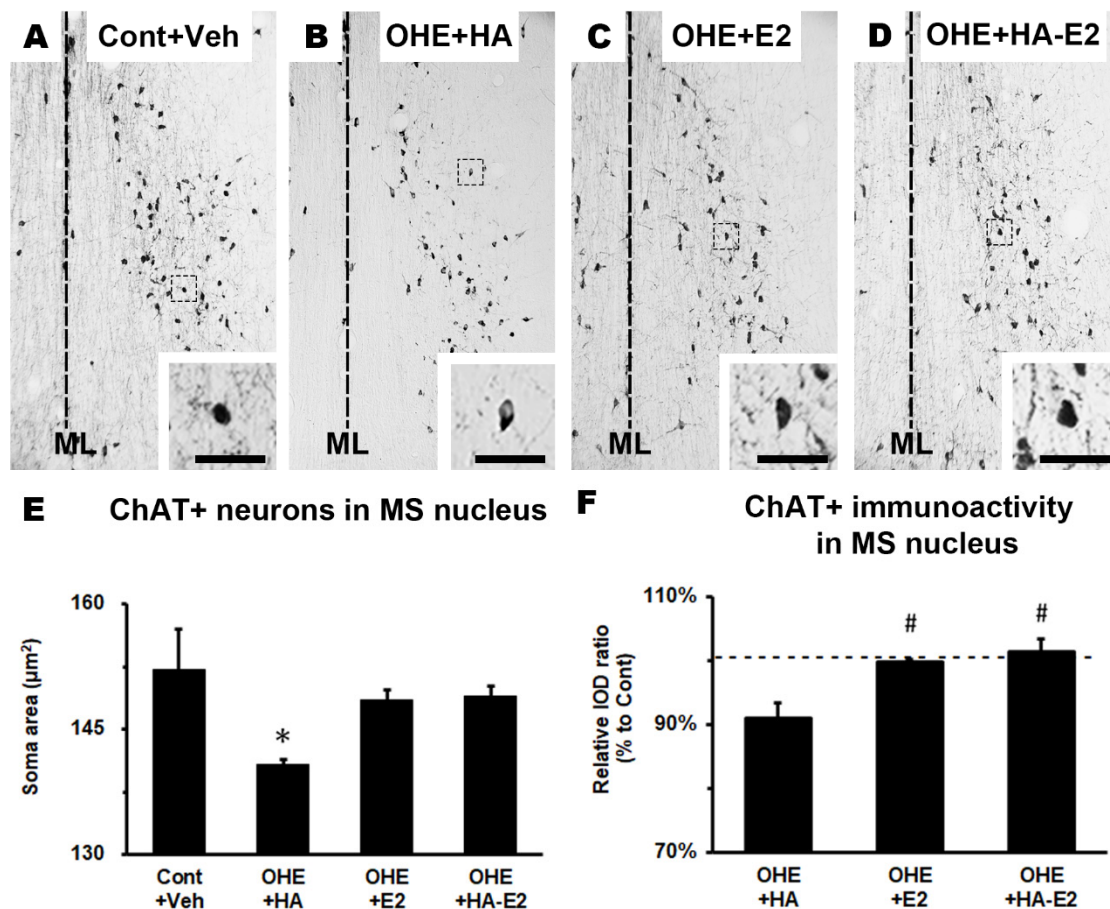 A Cont+Veh
B OHE+HA
C OHE+E2
D OHE+HA-E2
ML
ML
ML
ML
E ChAT+ neurons in MS nucleus
160
145
130
Soma area (μm²)
*
Cont
+Veh
OHE
+HA
OHE
+E2
OHE
+HA-E2
F ChAT+ immunoactivity
in MS nucleus
110%
90%
70%
Relative IOD ratio
(% to Cont)
#
#
OHE
+HA
OHE
+E2
OHE
+HA-E2